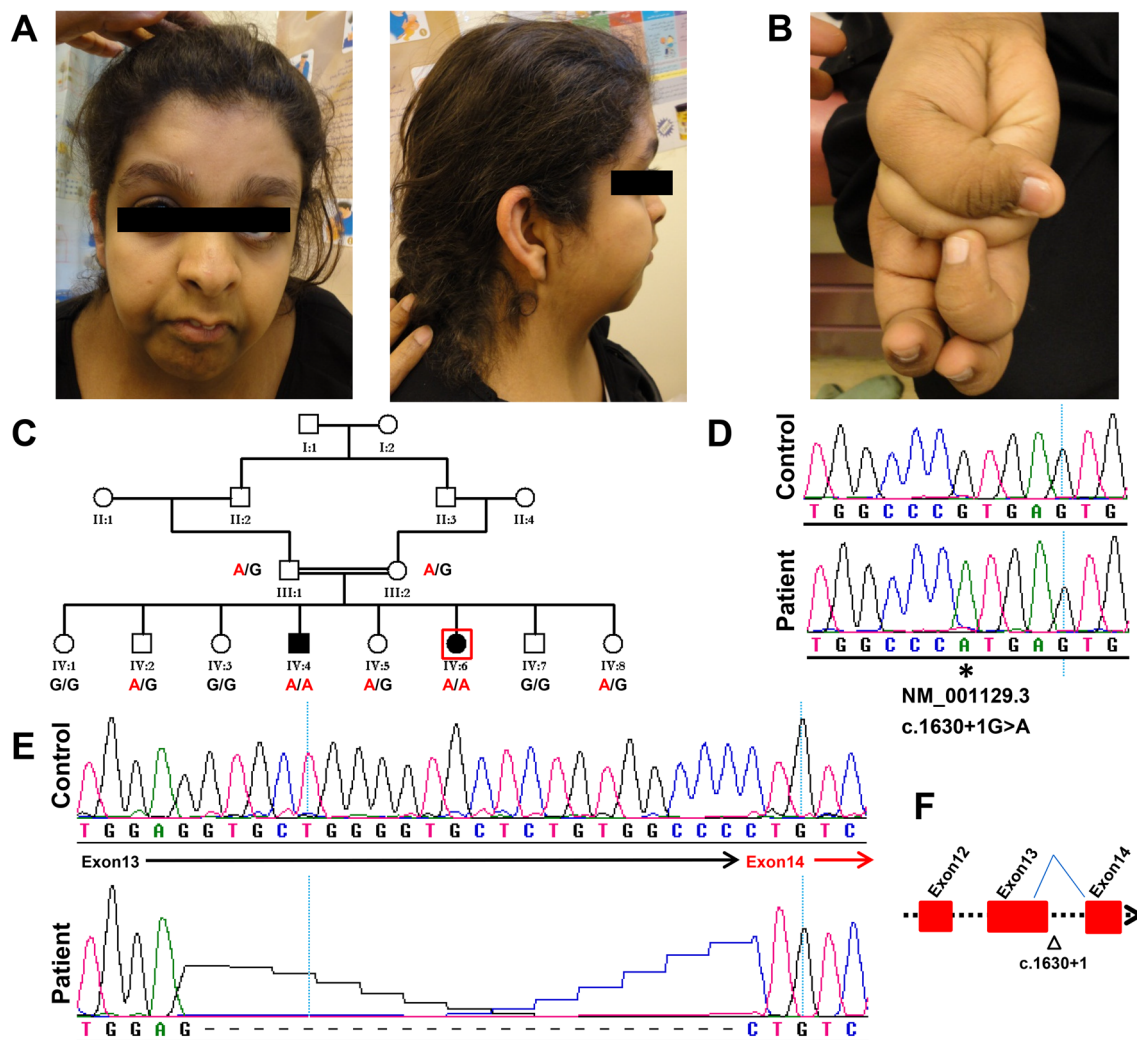 A
B
C
I:1 I:2
II:1 II:2 II:3 II:4
A/G A/G
III:1 III:2
IV:1 IV:2 IV:3 IV:4 IV:5 IV:6 IV:7 IV:8
G/G A/G G/G A/A A/G A/A G/G A/G
D
Control
T G G C C C G T G A G T G
Patient
T G G C C C A T G A G T G
*
NM_001129.3
c.1630+1G>A
E
Control
T G G A G G T G C T G G G G T G C T C T G T G G C C C C T G T C
Exon13 Exon14
Patient
T G G A G - - - - - - - - - - - - - - - - - - - - - - C T G T C
F
Exon12 Exon13 Exon14
c.1630+1